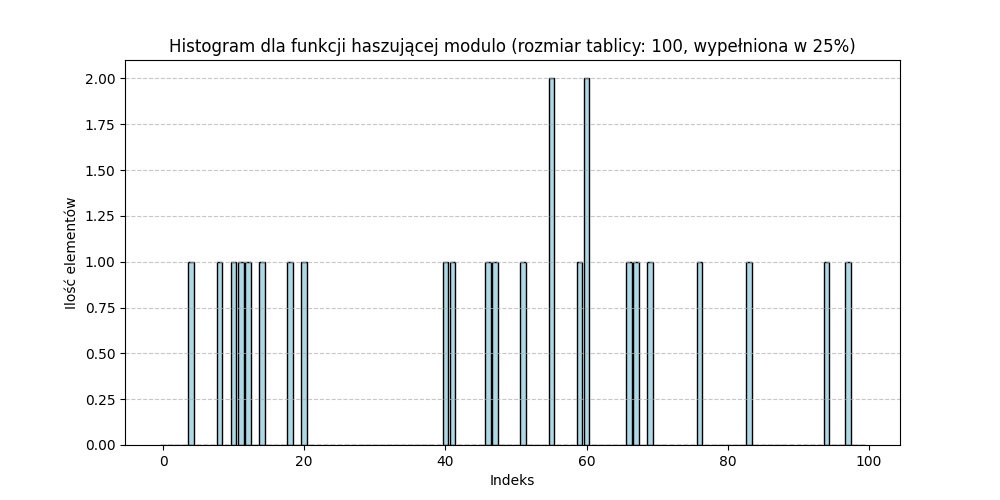 Histogram dla funkcji haszującej modulo (rozmiar tablicy: 100, wypełniona w 25%)
2.00
1.75
1.50
1.25
1.00
0.75
0.50
0.25
0.00
Ilość elementów
0 20 40 60 80 100
Indeks